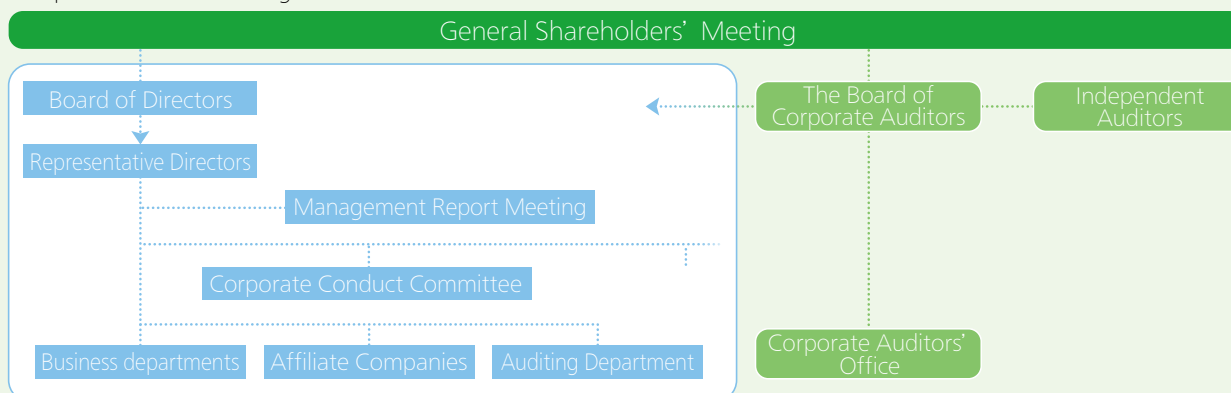 General Shareholders’ Meeting
Board of Directors
The Board of
Corporate Auditors
Independent
Auditors
Representative Directors
Management Report Meeting
Corporate Conduct Committee
Business departments
Affiliate Companies
Auditing Department
Corporate Auditors’
Office